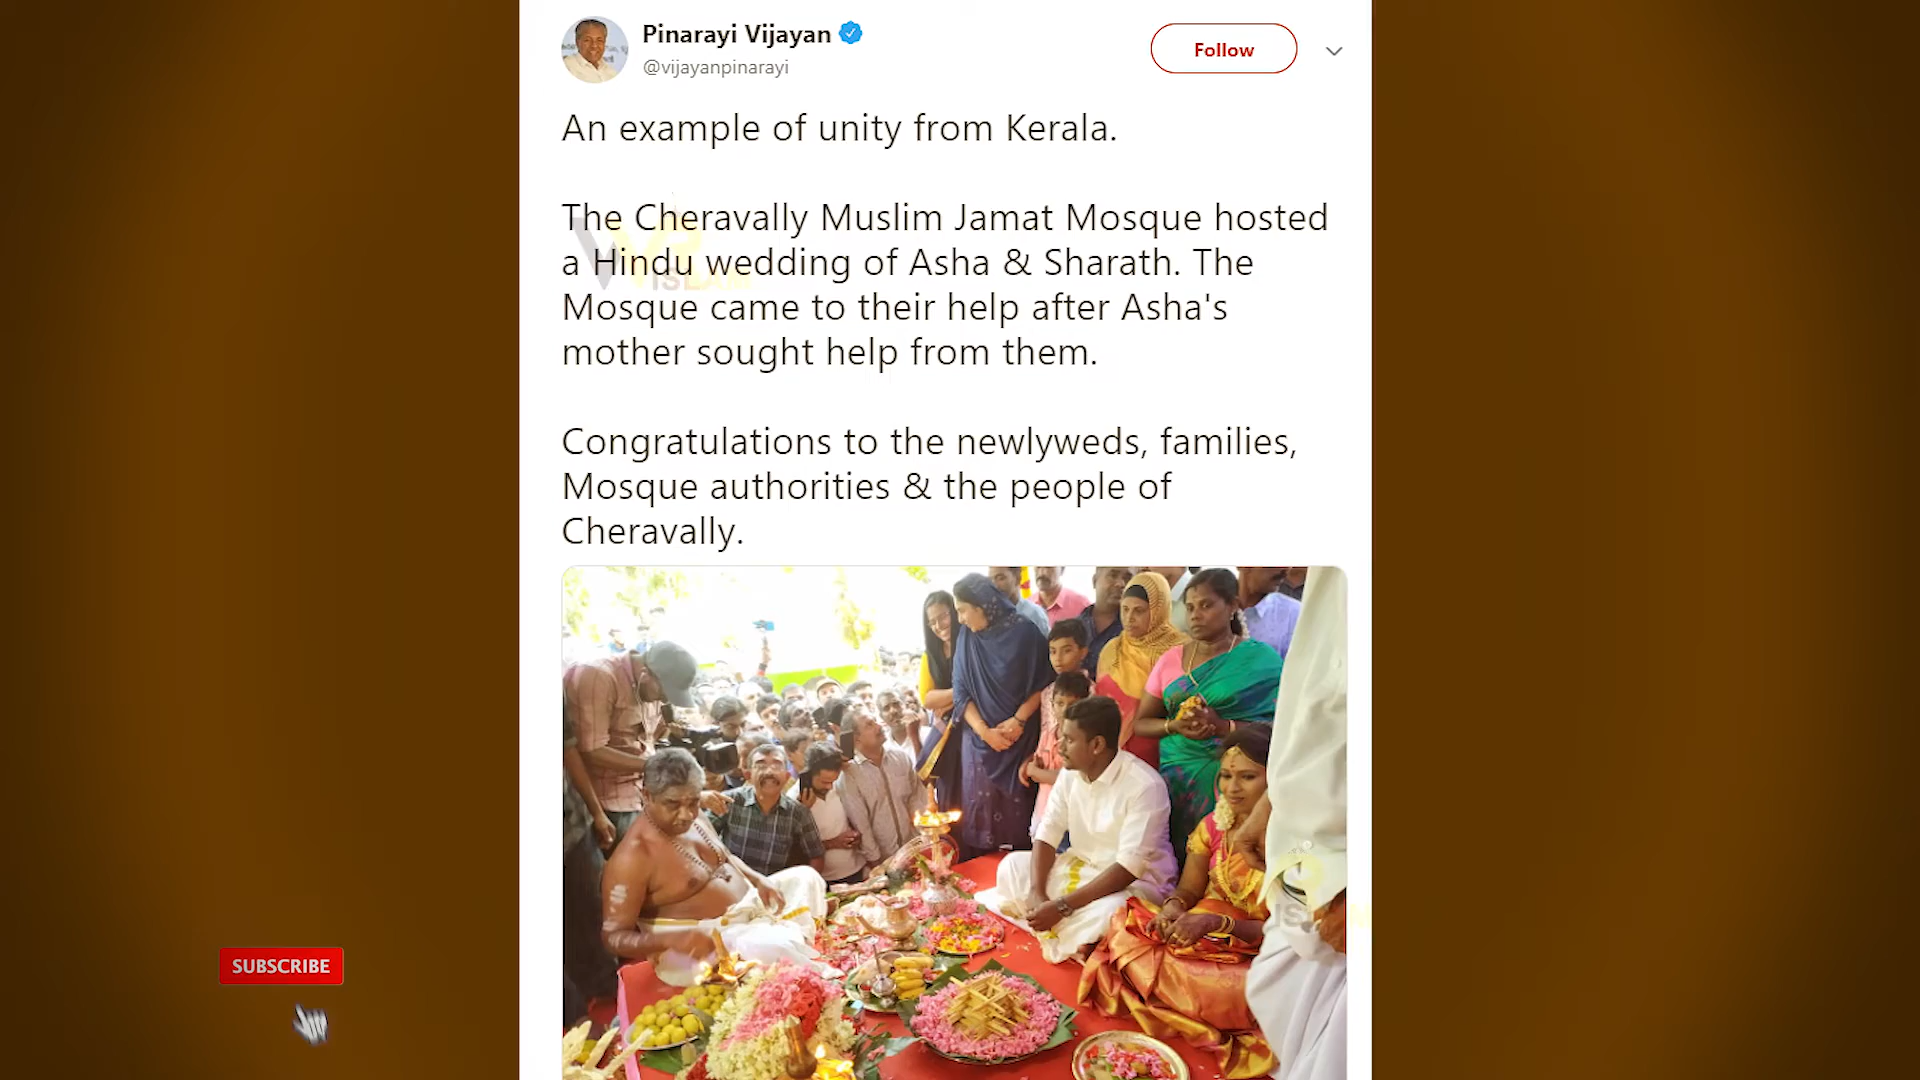 Pinarayi Vijayan
@vijayanpinarayi
Follow
An example of unity from Kerala.
The Cheravally Muslim Jamat Mosque hosted
a Hindu wedding of Asha & Sharath. The
Mosque came to their help after Asha's
mother sought help from them.
Congratulations to the newlyweds, families,
Mosque authorities & the people of
Cheravally.
SUBSCRIBE